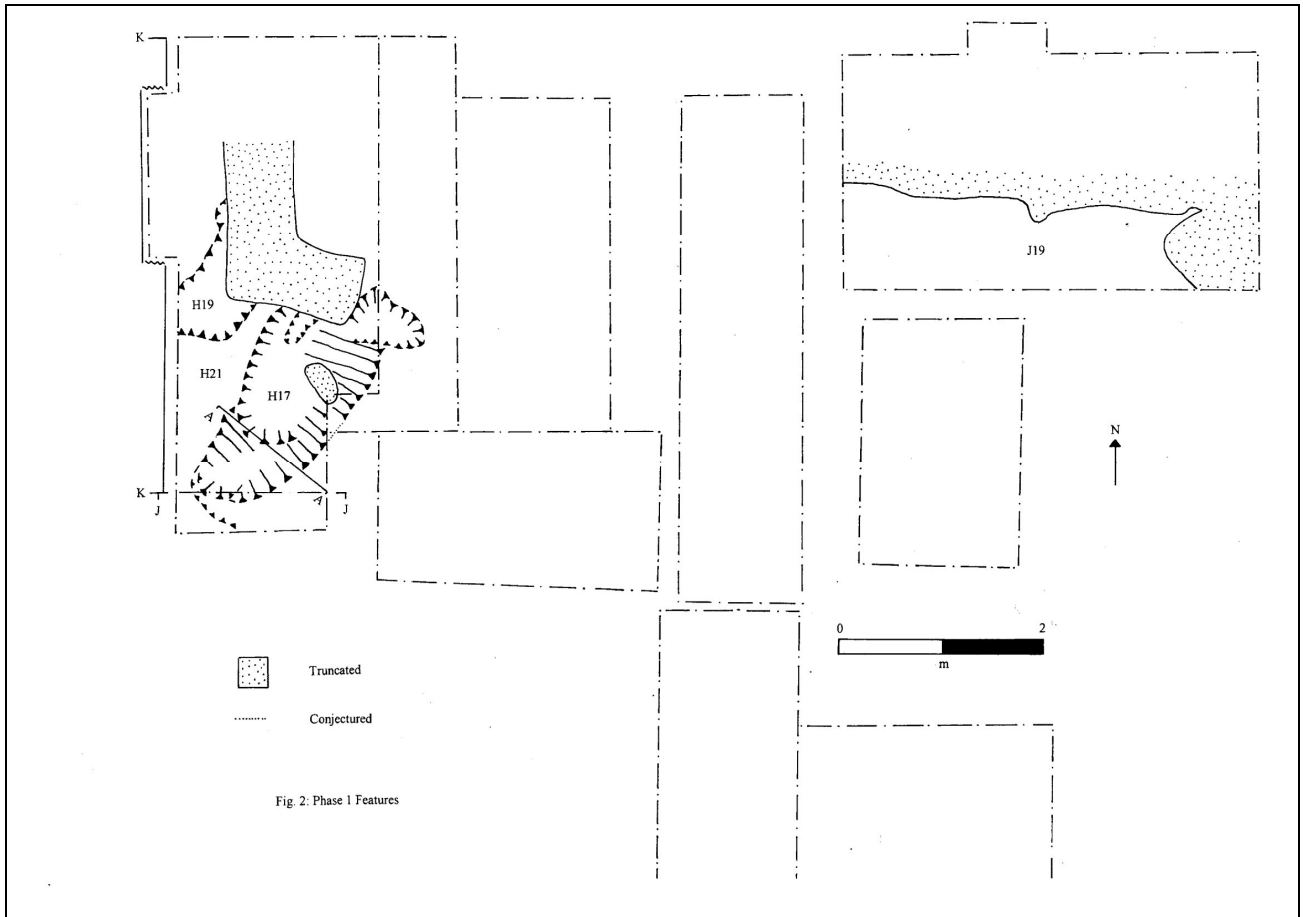 K
J19
H19
H21
H17
A
A
K
J
J
N
0 2
m
Truncated
Conjectured
Fig. 2: Phase 1 Features